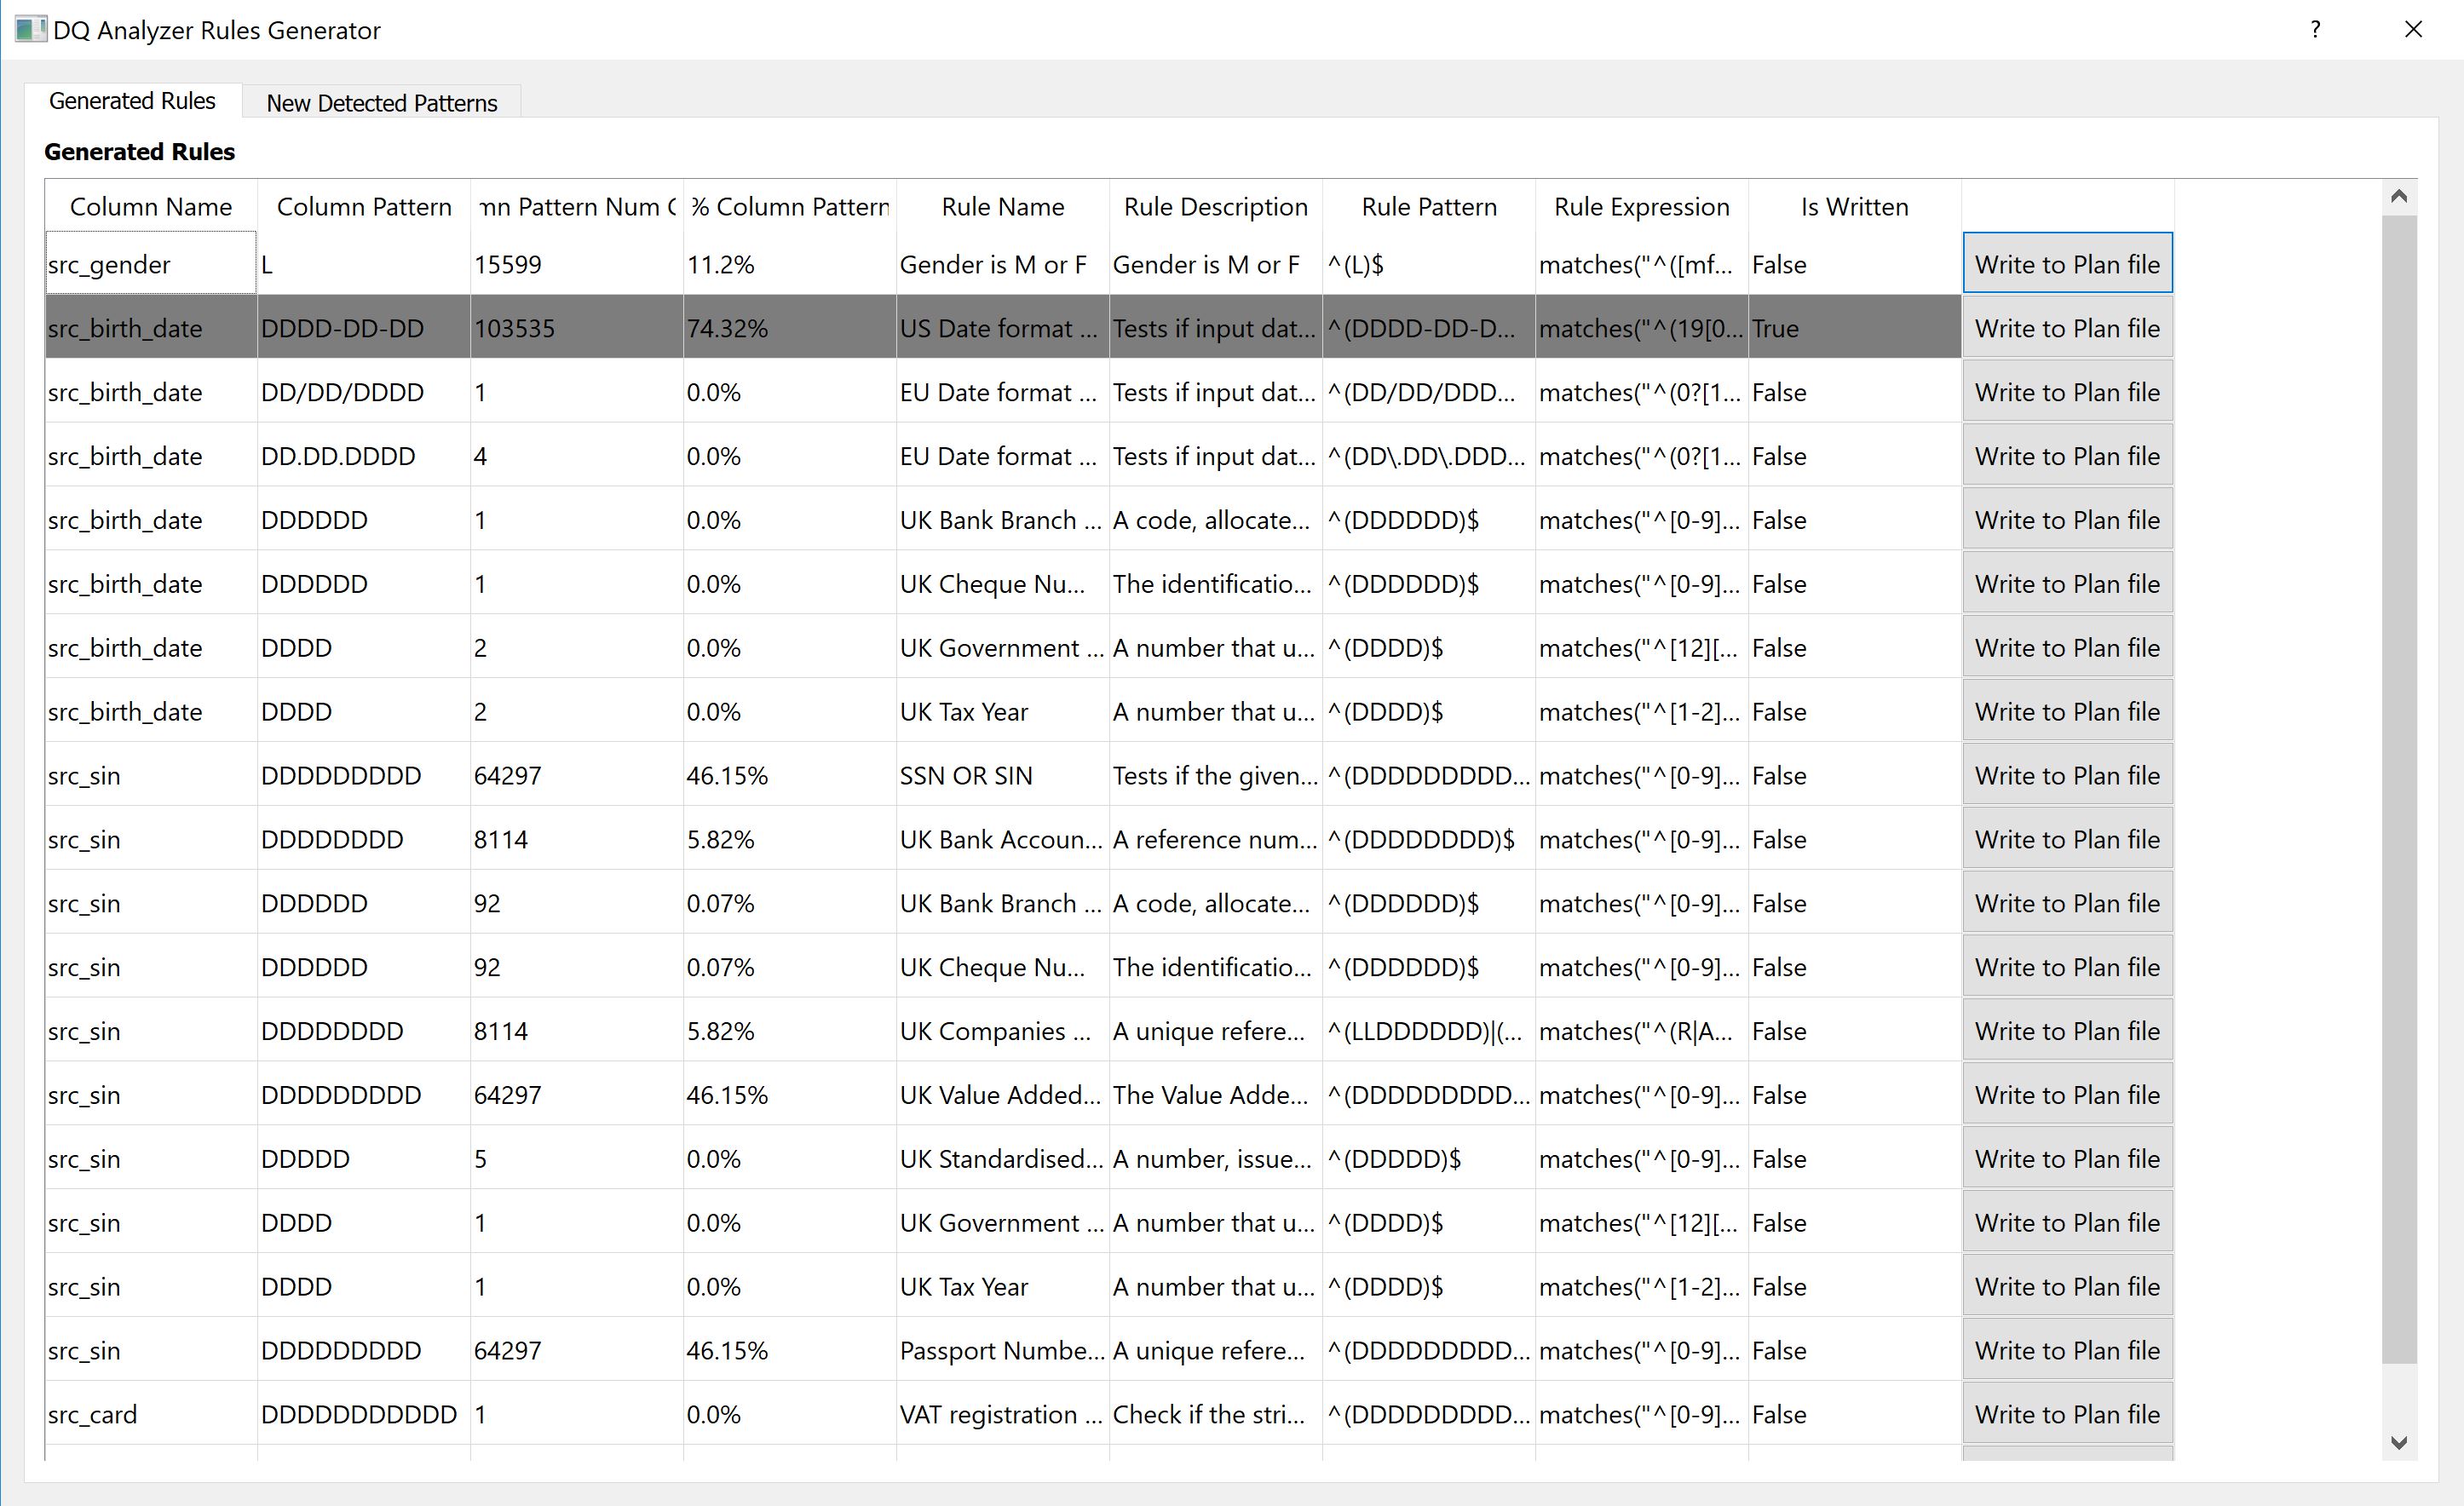 DQ Analyzer Rules Generator ?
Generated Rules New Detected Patterns
Generated Rules
Column Name Column Pattern mn Pattern Num % Column Pattern Rule Name Rule Description Rule Pattern Rule Expression Is Written
src_gender L 15599 11.2% Gender is M or F Gender is M or F ^(L)$ matches("^([mf... False Write to Plan file
src_birth_date DDDD-DD-DD 103535 74.32% US Date format ... Tests if input dat... ^(DDDD-DD-D... matches("^(19[0... True Write to Plan file
src_birth_date DD/DD/DDDD 1 0.0% EU Date format ... Tests if input dat... ^(DD/DD/DDD... matches("^(0?[1... False Write to Plan file
src_birth_date DD.DD.DDDD 4 0.0% EU Date format ... Tests if input dat... ^(DD\.DD\.DDD... matches("^(0?[1... False Write to Plan file
src_birth_date DDDDDD 1 0.0% UK Bank Branch ... A code, allocate... ^(DDDDDD)$ matches("^[0-9]... False Write to Plan file
src_birth_date DDDDDD 1 0.0% UK Cheque Nu... The identificatio... ^(DDDDDD)$ matches("^[0-9]... False Write to Plan file
src_birth_date DDDD 2 0.0% UK Government ... A number that u... ^(DDDD)$ matches("^[12][... False Write to Plan file
src_birth_date DDDD 2 0.0% UK Tax Year A number that u... ^(DDDD)$ matches("^[1-2]... False Write to Plan file
src_sin DDDDDDDDD 64297 46.15% SSN OR SIN Tests if the given... ^(DDDDDDDDD... matches("^[0-9]... False Write to Plan file
src_sin DDDDDDDD 8114 5.82% UK Bank Accoun... A reference num... ^(DDDDDDDD)$ matches("^[0-9]... False Write to Plan file
src_sin DDDDDD 92 0.07% UK Bank Branch ... A code, allocate... ^(DDDDDD)$ matches("^[0-9]... False Write to Plan file
src_sin DDDDDD 92 0.07% UK Cheque Nu... The identificatio... ^(DDDDDD)$ matches("^[0-9]... False Write to Plan file
src_sin DDDDDDDD 8114 5.82% UK Companies ... A unique refere... ^(LLDDDDDD)|(... matches("^(R|A... False Write to Plan file
src_sin DDDDDDDDD 64297 46.15% UK Value Added... The Value Adde... ^(DDDDDDDDD... matches("^[0-9]... False Write to Plan file
src_sin DDDDD 5 0.0% UK Standardised... A number, issue... ^(DDDDD)$ matches("^[0-9]... False Write to Plan file
src_sin DDDD 1 0.0% UK Government ... A number that u... ^(DDDD)$ matches("^[12][... False Write to Plan file
src_sin DDDD 1 0.0% UK Tax Year A number that u... ^(DDDD)$ matches("^[1-2]... False Write to Plan file
src_sin DDDDDDDDD 64297 46.15% Passport Numbe... A unique refere... ^(DDDDDDDDD... matches("^[0-9]... False Write to Plan file
src_card DDDDDDDDDDD 1 0.0% VAT registration ... Check if the stri... ^(DDDDDDDDD... matches("^[0-9]... False Write to Plan file